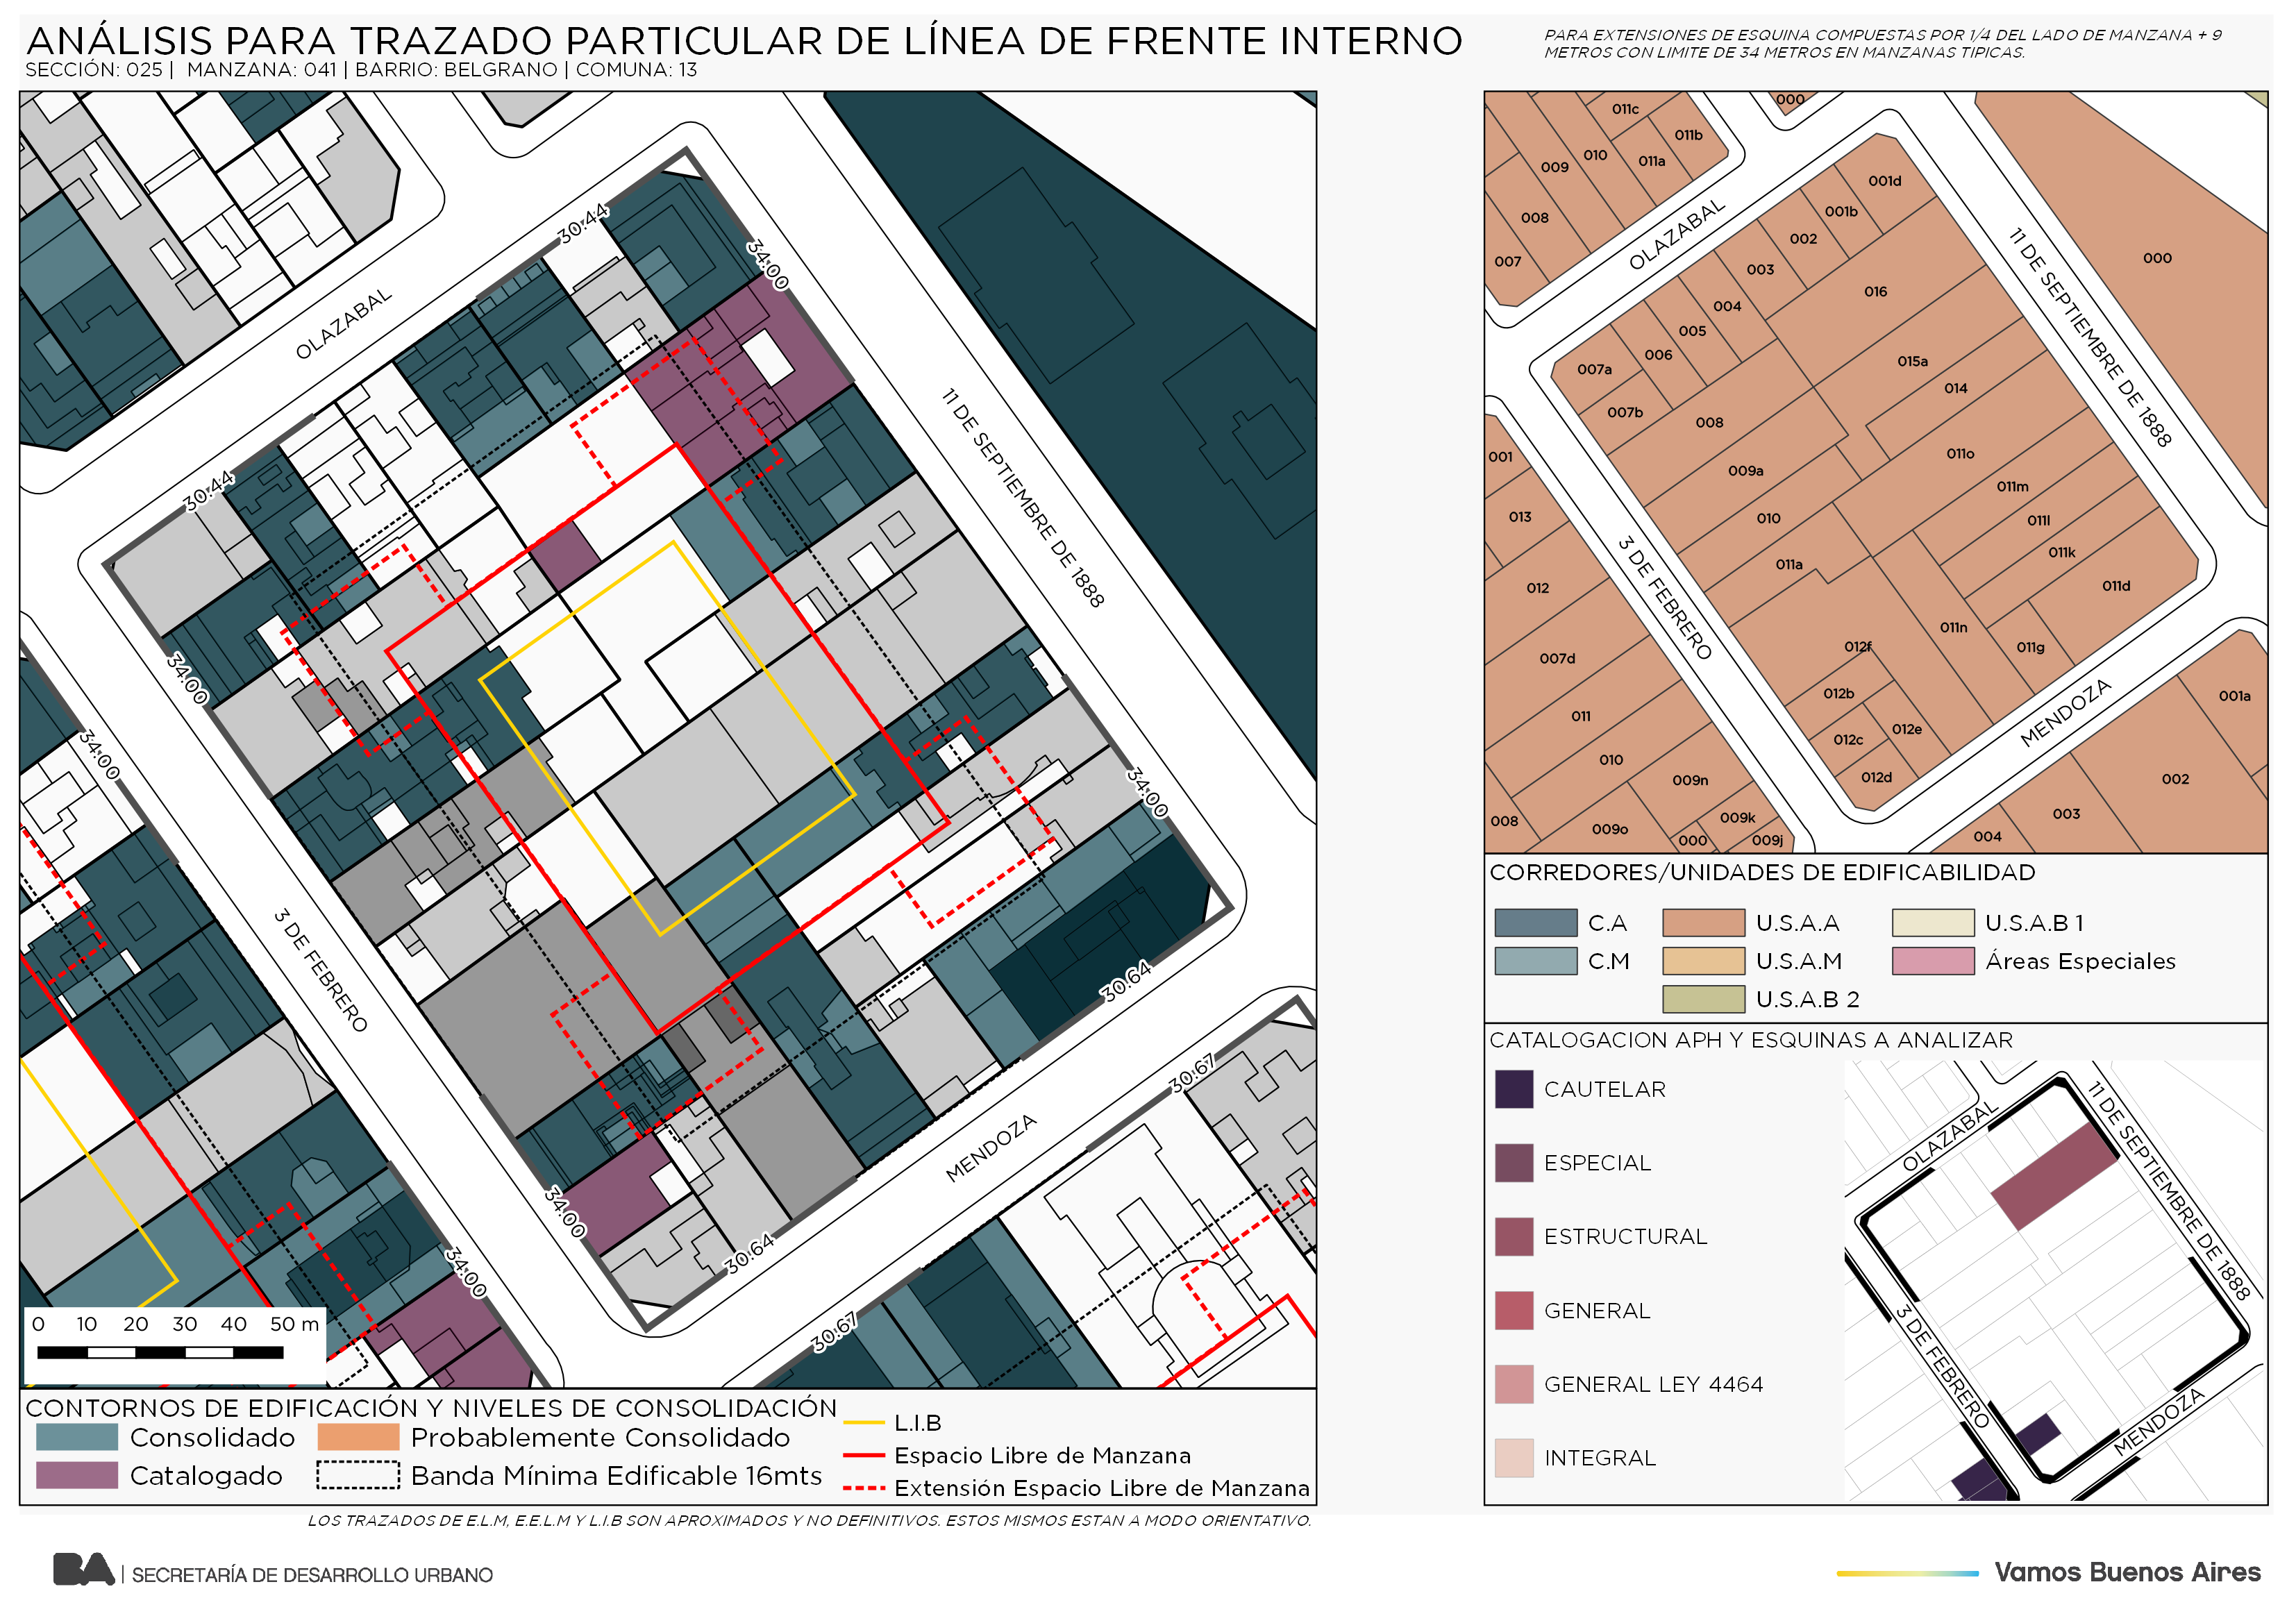 ANÁLISIS PARA TRAZADO PARTICULAR DE LÍNEA DE FRENTE INTERNO
SECCIÓN: 025 | MANZANA: 041 | BARRIO: BELGRANO | COMUNA: 13
PARA EXTENSIONES DE ESQUINA COMPUESTAS POR 1/4 DEL LADO DE MANZANA + 9
METROS CON LIMITE DE 34 METROS EN MANZANAS TIPICAS.
30.44
34.00
OLAZABAL
11 DE SEPTIEMBRE DE 1888
30.44
34.00
34.00
34.00
3 DE FEBRERO
30.64
30.67
MENDOZA
34.00
30.64
34.00
30.67
0 10 20 30 40 50 m
CONTORNOS DE EDIFICACIÓN Y NIVELES DE CONSOLIDACIÓN
Consolidado
Probablemente Consolidado
Catalogado
Banda Mínima Edificable 16mts
L.I.B
Espacio Libre de Manzana
Extensión Espacio Libre de Manzana
LOS TRAZADOS DE E.L.M, E.E.L.M Y L.I.B SON APROXIMADOS Y NO DEFINITIVOS. ESTOS MISMOS ESTAN A MODO ORIENTATIVO.
000
011c
011b
010
011a
009
008
007
001d
001b
002
003
004
005
006
007a
007b
OLAZABAL
11 DE SEPTIEMBRE DE 1888
000
016
015a
014
008
009a
011o
011m
010
011l
011k
011a
011d
001
013
012
3 DE FEBRERO
011n
011g
012f
007d
012b
012e
012c
012d
011
010
009n
009k
009j
000
009o
008
MENDOZA
001a
002
003
004
CORREDORES/UNIDADES DE EDIFICABILIDAD
C.A
U.S.A.A
U.S.A.B 1
C.M
U.S.A.M
Áreas Especiales
U.S.A.B 2
CATALOGACION APH Y ESQUINAS A ANALIZAR
CAUTELAR
ESPECIAL
ESTRUCTURAL
GENERAL
GENERAL LEY 4464
INTEGRAL
OLAZABAL
11 DE SEPTIEMBRE DE 1888
3 DE FEBRERO
MENDOZA
BA | SECRETARÍA DE DESARROLLO URBANO
Vamos Buenos Aires